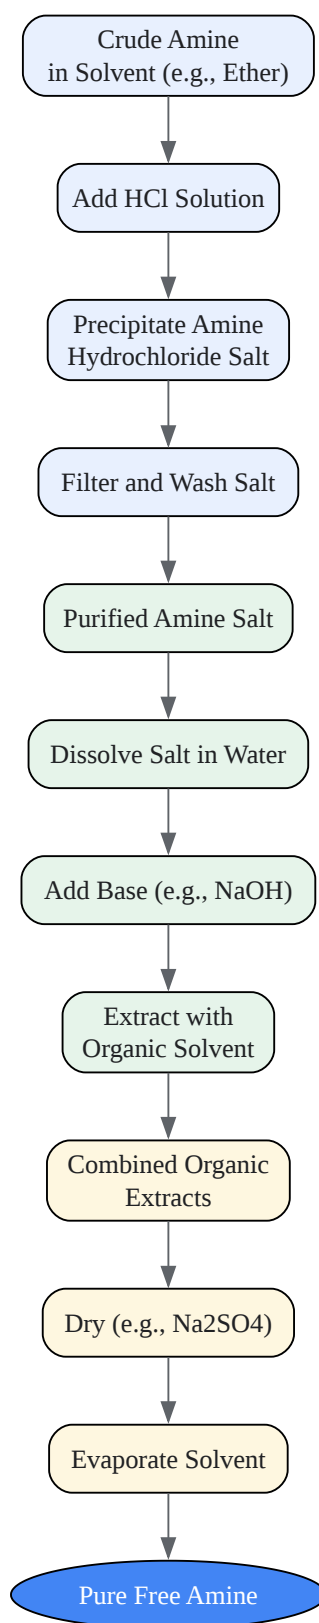 Crude Amine
in Solvent (e.g., Ether)
Add HCl Solution
Precipitate Amine
Hydrochloride Salt
Filter and Wash Salt
Purified Amine Salt
Dissolve Salt in Water
Add Base (e.g., NaOH)
Extract with
Organic Solvent
Combined Organic
Extracts
Dry (e.g., Na2SO4)
Evaporate Solvent
Pure Free Amine